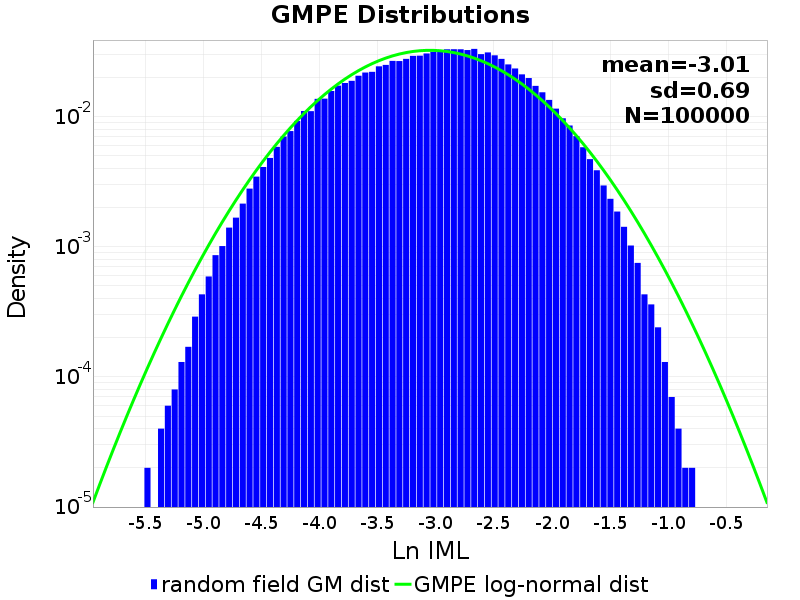 GMPE Distributions
mean=-3.01
sd=0.69
N=100000
Density
10-2
10-3
10-4
10-5
-5.5 -5.0 -4.5 -4.0 -3.5 -3.0 -2.5 -2.0 -1.5 -1.0 -0.5
Ln IML
random field GM dist GMPE log-normal dist